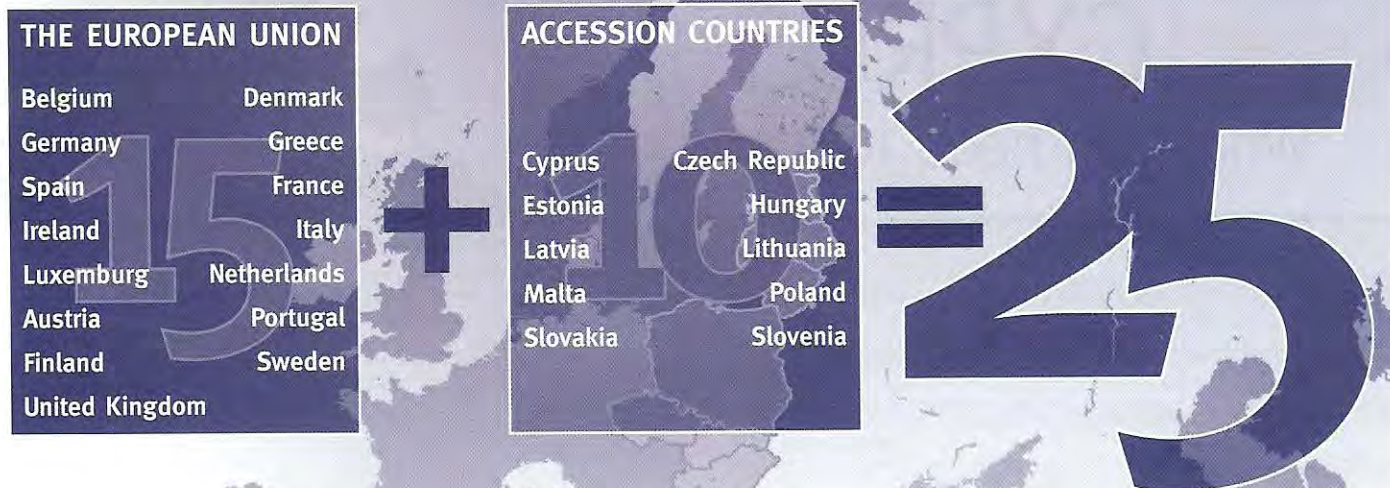 THE EUROPEAN UNION
Belgium Denmark
Germany Greece
Spain France
Ireland Italy
Luxemburg Netherlands
Austria Portugal
Finland Sweden
United Kingdom
15
+
ACCESSION COUNTRIES
Cyprus Czech Republic
Estonia Hungary
Latvia Lithuania
Malta Poland
Slovakia Slovenia
10
=
25